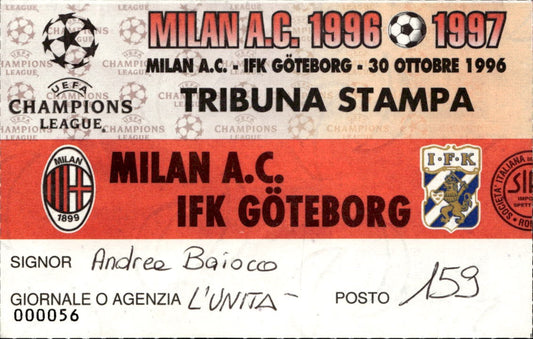 MILAN A.C. 1996 1997
MILAN A.C. - IFK GÖTEBORG - 30 OTTOBRE 1996
UEFA
CHAMPIONS
LEAGUE®
TRIBUNA STAMPA
MILAN
1899
MILAN A.C.
IFK GÖTEBORG
I.F.K
SIGNOR Andrea Baiocco
GIORNALE O AGENZIA L'UNITA - POSTO 159
000056